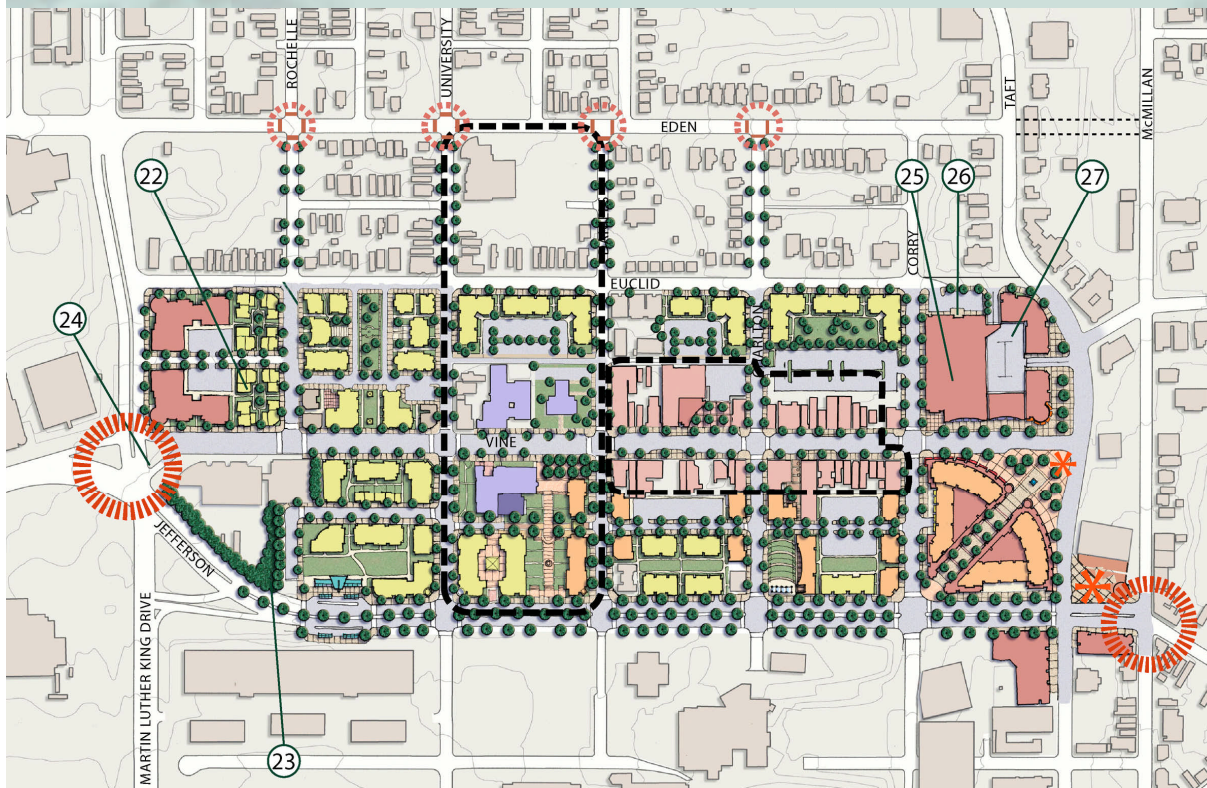 ROCHELLE
UNIVERSITY
TAFT
McMILLAN
EDEN
22
25
26
27
CORRY
EUCLID
24
VINE
JEFFERSON
MARTIN LUTHER KING DRIVE
23